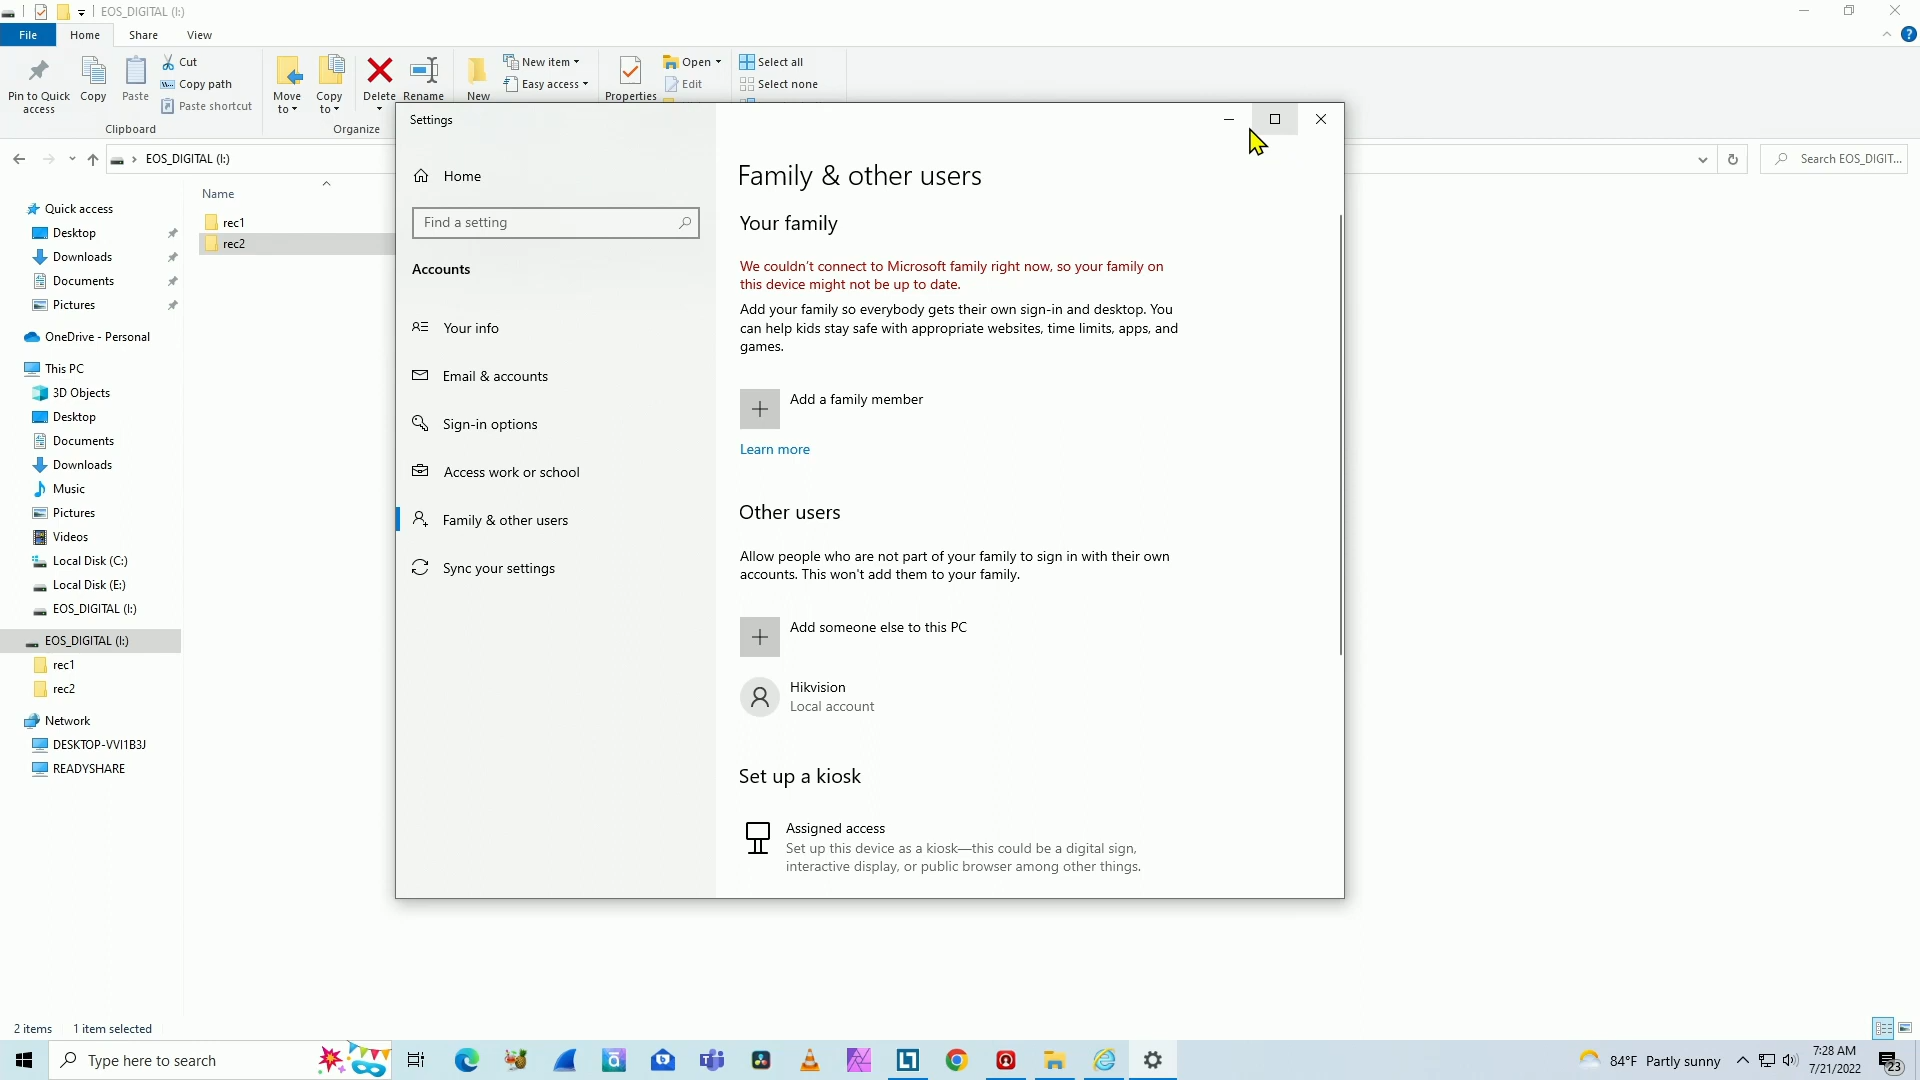 EOS_DIGITAL (I:)
File
Home
Share
View
Pin to Quick
access
Copy
Paste
Cut
Copy path
Paste shortcut
Clipboard
Move
to
Copy
to
Delete
Rename
Organize
New
New item
Easy access
Properties
Open
Edit
Select all
Select none
EOS_DIGITAL (I:)
Search EOS_DIGIT...
Quick access
Desktop
Downloads
Documents
Pictures
OneDrive - Personal
This PC
3D Objects
Desktop
Documents
Downloads
Music
Pictures
Videos
Local Disk (C:)
Local Disk (E:)
EOS_DIGITAL (I:)
EOS_DIGITAL (I:)
rec1
rec2
Network
DESKTOP-VVI1B3J
READYSHARE
Name
rec1
rec2
Settings
Home
Find a setting
Accounts
Your info
Email & accounts
Sign-in options
Access work or school
Family & other users
Sync your settings
Family & other users
Your family
We couldn't connect to Microsoft family right now, so your family on
this device might not be up to date.
Add your family so everybody gets their own sign-in and desktop. You
can help kids stay safe with appropriate websites, time limits, apps, and
games.
Add a family member
Learn more
Other users
Allow people who are not part of your family to sign in with their own
accounts. This won't add them to your family.
Add someone else to this PC
Hikvision
Local account
Set up a kiosk
Assigned access
Set up this device as a kiosk—this could be a digital sign,
interactive display, or public browser among other things.
2 items
1 item selected
Type here to search
84°F Partly sunny
7:28 AM
7/21/2022
23